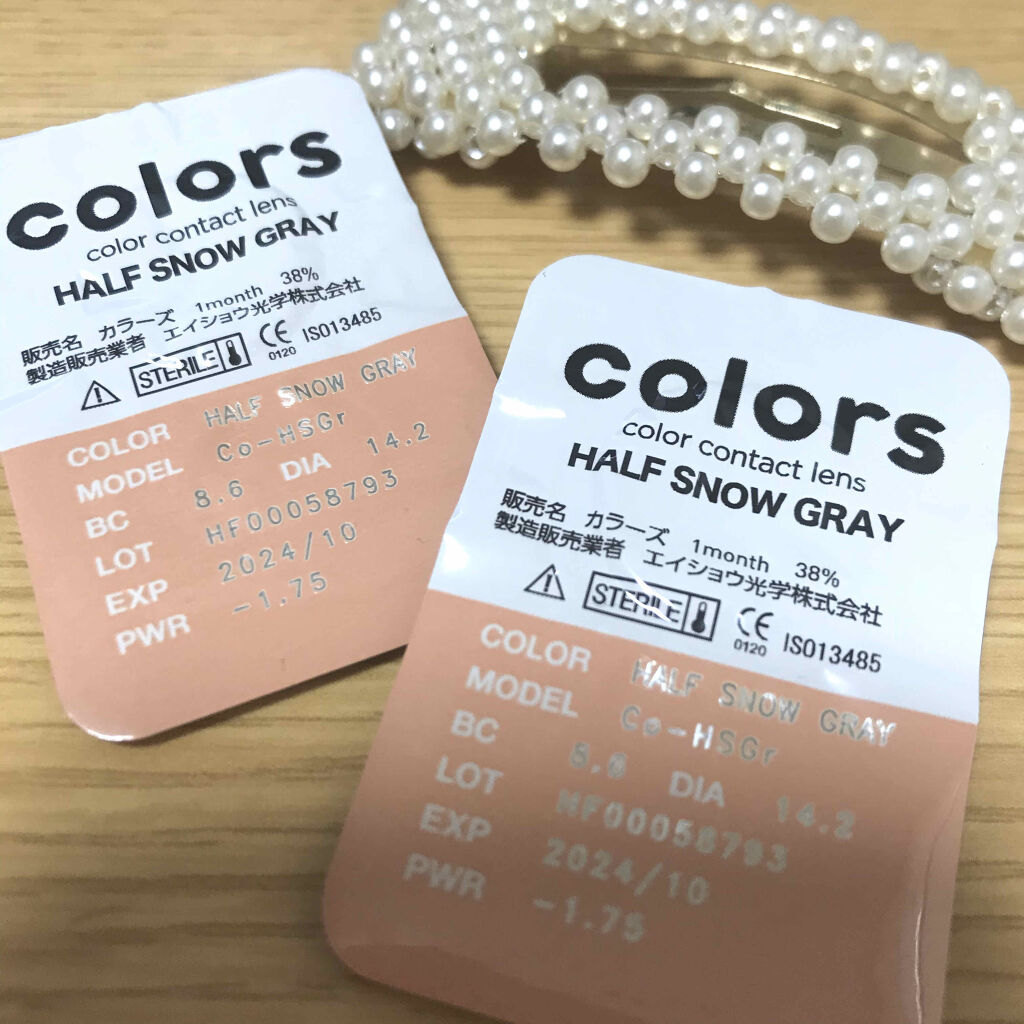 colors
color contact lens
HALF SNOW GRAY
販売名 カラーズ 1month 38%
製造販売業者 エイショウ光学株式会社
STERILE CE 0120 ISO13485
COLOR HALF SNOW GRAY
MODEL Co-HSGr
BC 8.6 DIA 14.2
LOT HF00058793
EXP 2024/10
PWR -1.75
colors
color contact lens
HALF SNOW GRAY
販売名 カラーズ 1month 38%
製造販売業者 エイショウ光学株式会社
STERILE CE 0120 ISO13485
COLOR HALF SNOW GRAY
MODEL Co-HSGr
BC 8.6 DIA 14.2
LOT HF00058793
EXP 2024/10
PWR -1.75